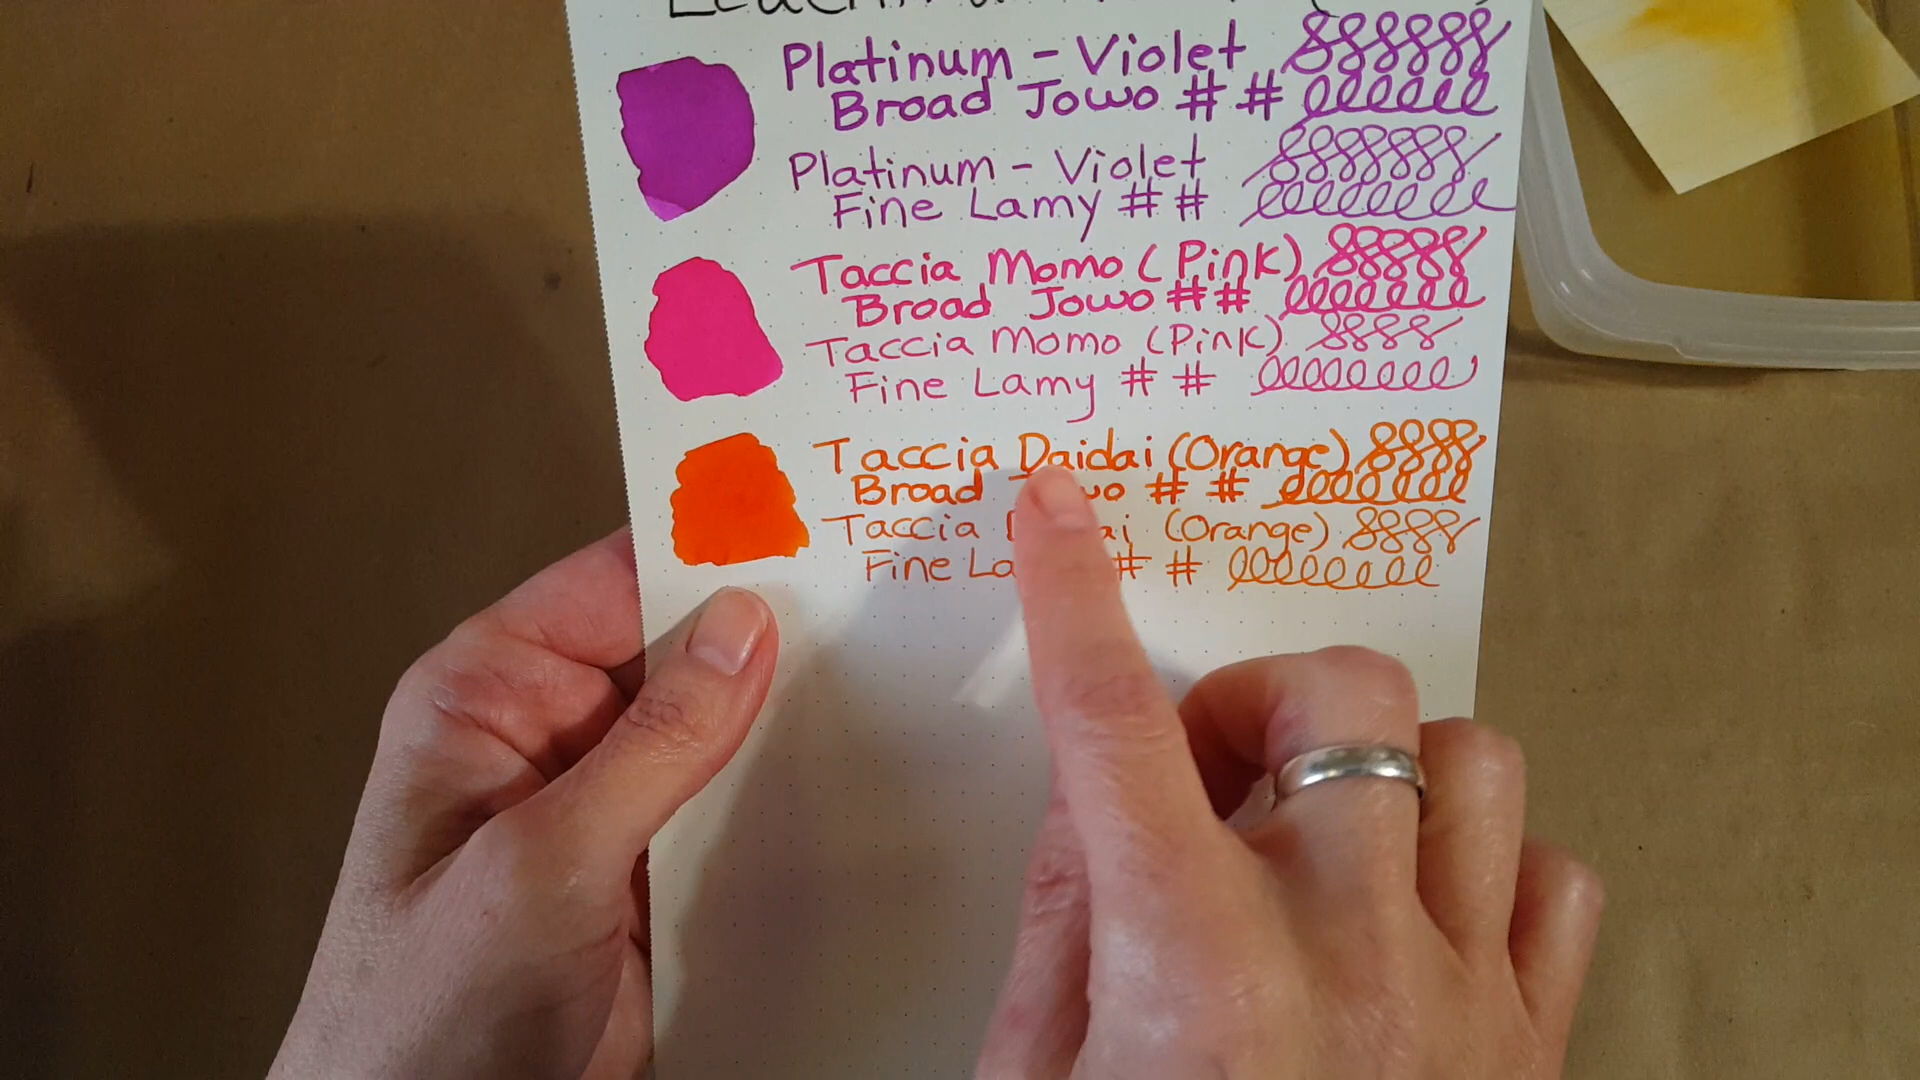 Platinum - Violet
Broad Jowo # #
Platinum - Violet
Fine Lamy # #
Taccia Momo (Pink)
Broad Jowo # #
Taccia Momo (Pink)
Fine Lamy # #
Taccia Daidai (Orange)
Broad # #
Taccia (Orange)
Fine # #